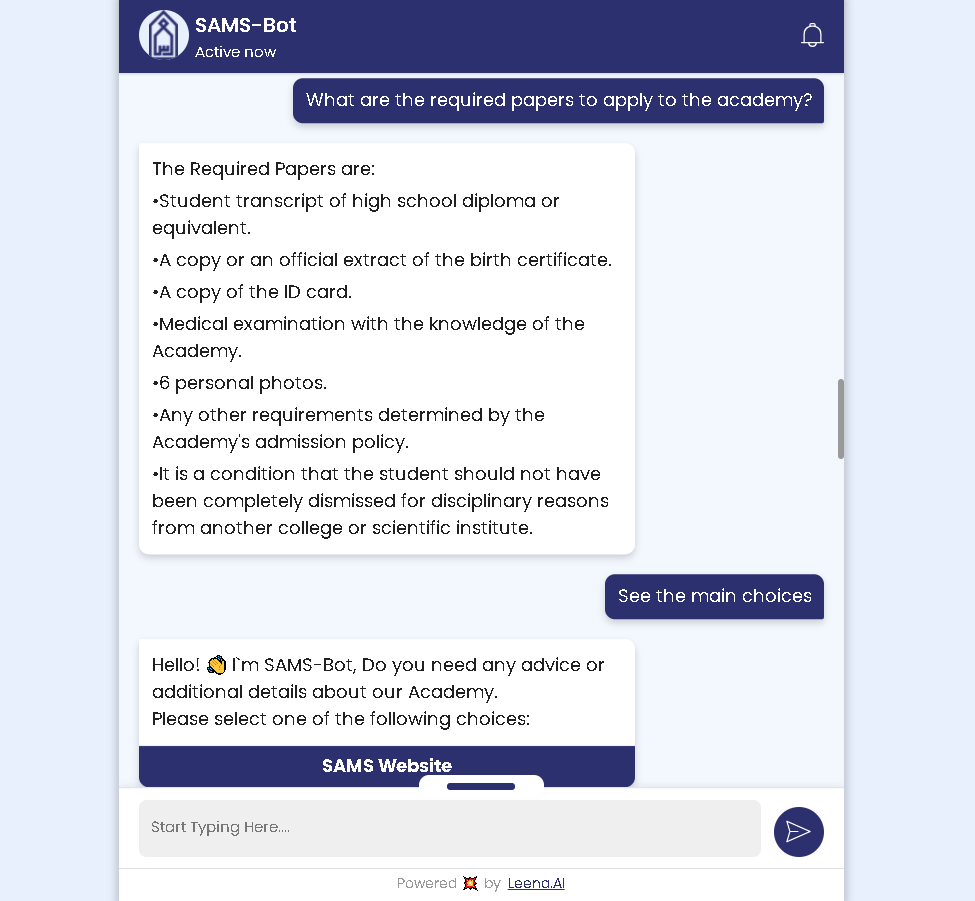 SAMS-Bot
Active now
What are the required papers to apply to the academy?
The Required Papers are:
•Student transcript of high school diploma or
equivalent.
•A copy or an official extract of the birth certificate.
•A copy of the ID card.
•Medical examination with the knowledge of the
Academy.
•6 personal photos.
•Any other requirements determined by the
Academy's admission policy.
•It is a condition that the student should not have
been completely dismissed for disciplinary reasons
from another college or scientific institute.
See the main choices
Hello! 👏 I`m SAMS-Bot, Do you need any advice or
additional details about our Academy.
Please select one of the following choices:
SAMS Website
Start Typing Here....
Powered 💥 by Leena.AI